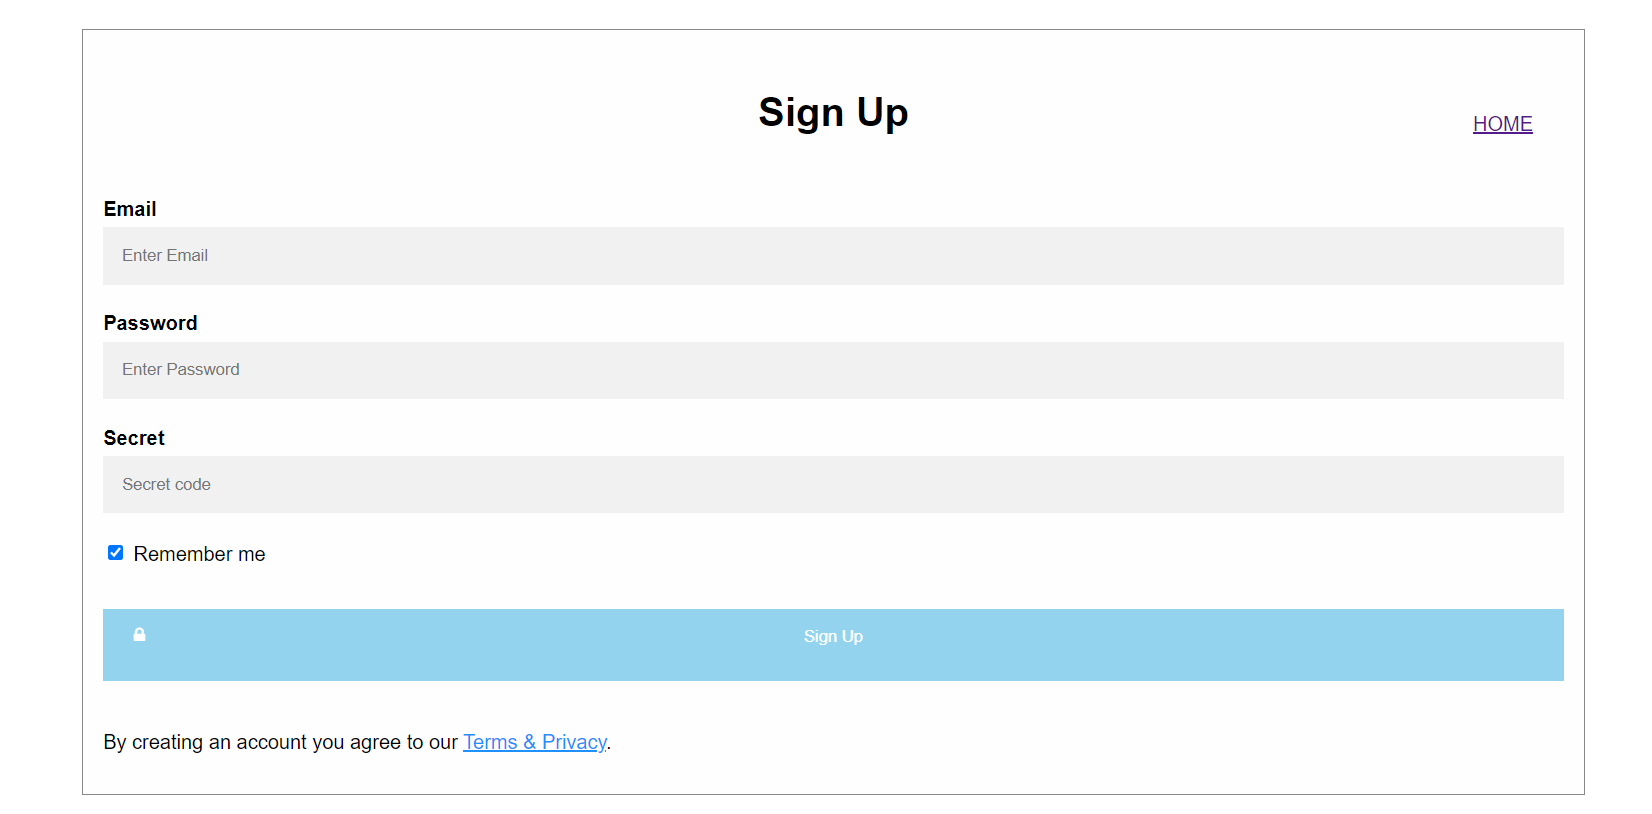 Sign Up
HOME
Email
Enter Email
Password
Enter Password
Secret
Secret code
Remember me
Sign Up
By creating an account you agree to our Terms & Privacy.